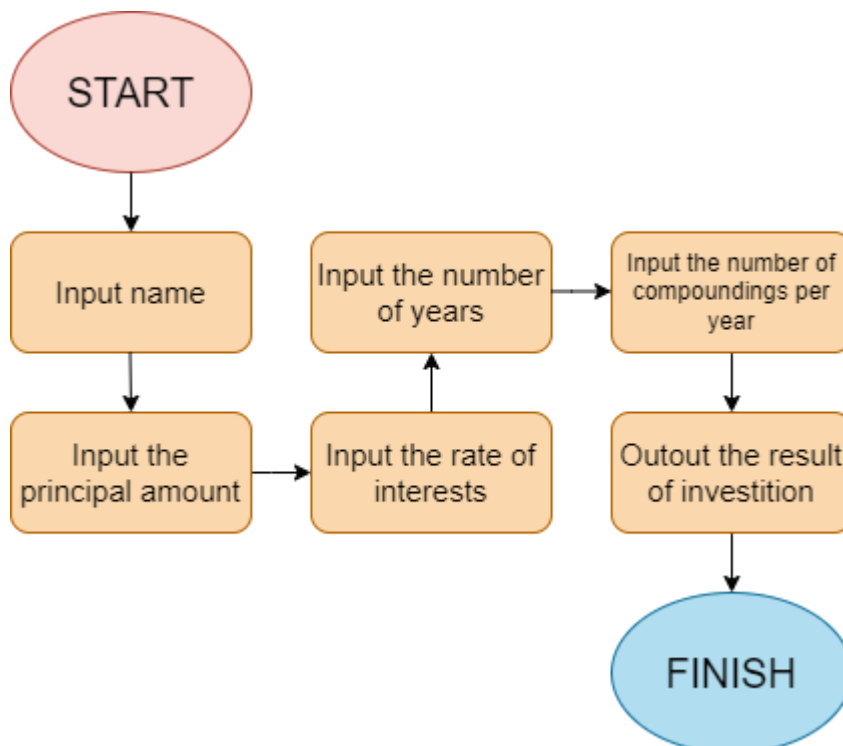 START
Input name
Input the
principal amount
Input the rate of
interests
Input the number
of years
Input the number of
compoundings per
year
Outout the result
of investition
FINISH